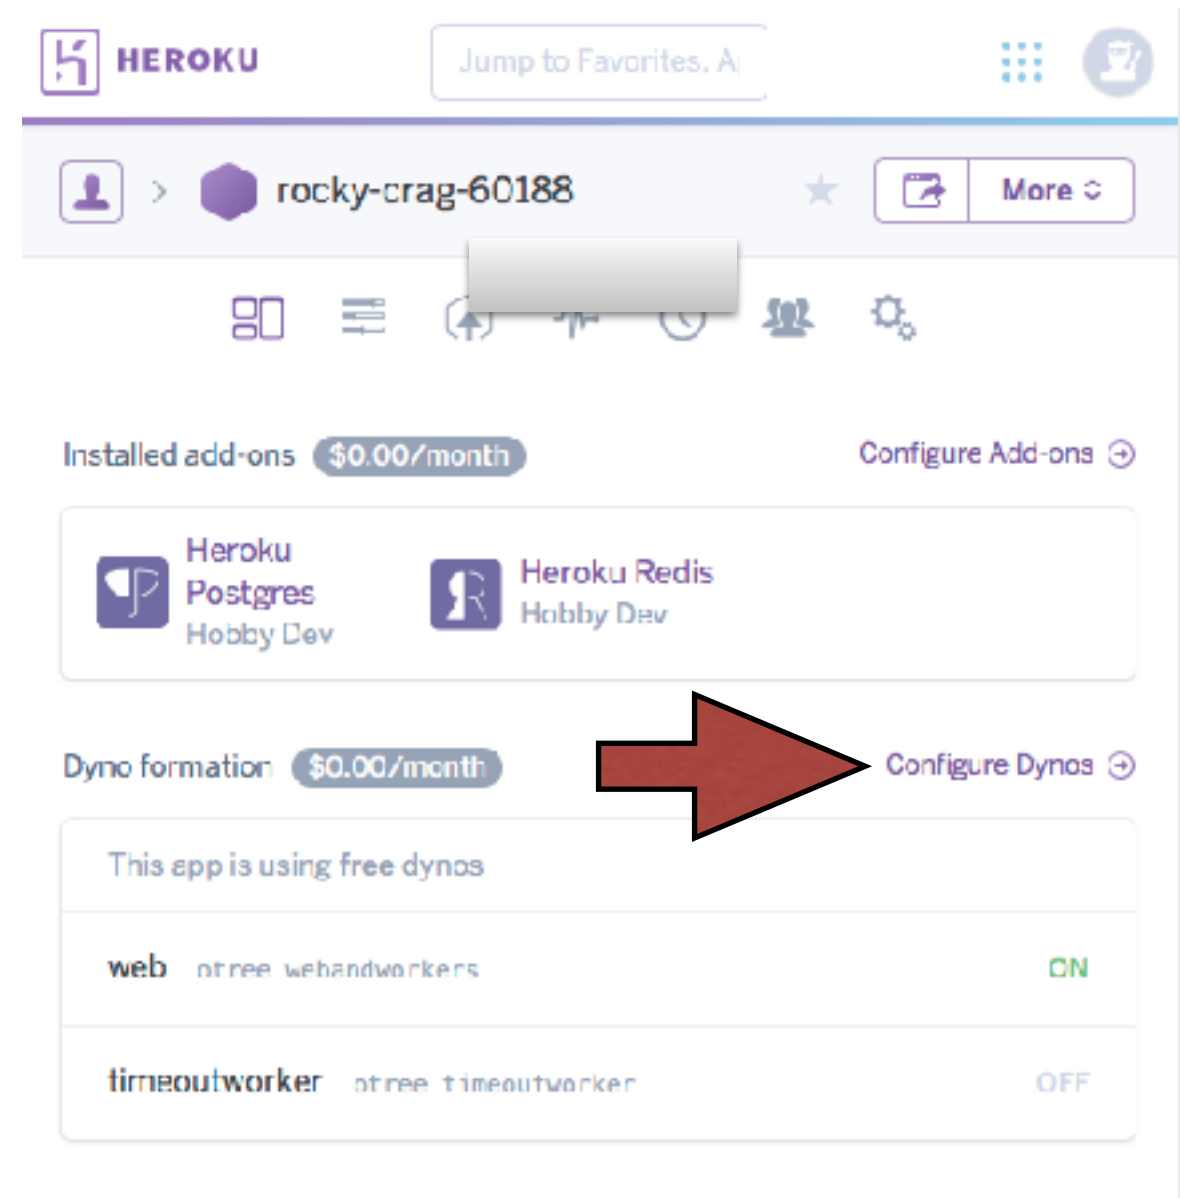 HEROKU
Jump to Favorites, A
rocky-crag-60188
More
Installed add-ons $0.00/month Configure Add-ons
Heroku Postgres
Hobby Dev
Heroku Redis
Hobby Dev
Dyno formation $0.00/month Configure Dynos
This app is using free dynos
web otree webandworkers ON
timeoutworker otree timeoutworker OFF